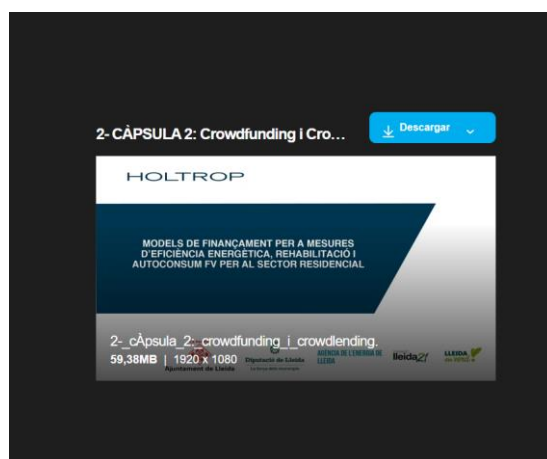 2- CÀPSULA 2: Crowdfunding i Cro...
Descargar
HOLTROP
MODELS DE FINANÇAMENT PER A MESURES
D'EFICIÈNCIA ENERGÈTICA, REHABILITACIÓ I
AUTOCONSUM FV PER AL SECTOR RESIDENCIAL
2-_cÀpsula_2:_crowdfunding_i_crowdlending.
59,38MB | 1920 x 1080
Ajuntament de Lleida
Diputació de Lleida
AGÈNCIA DE L'ENERGIA DE
LLEIDA
lleida21
LLEIDA